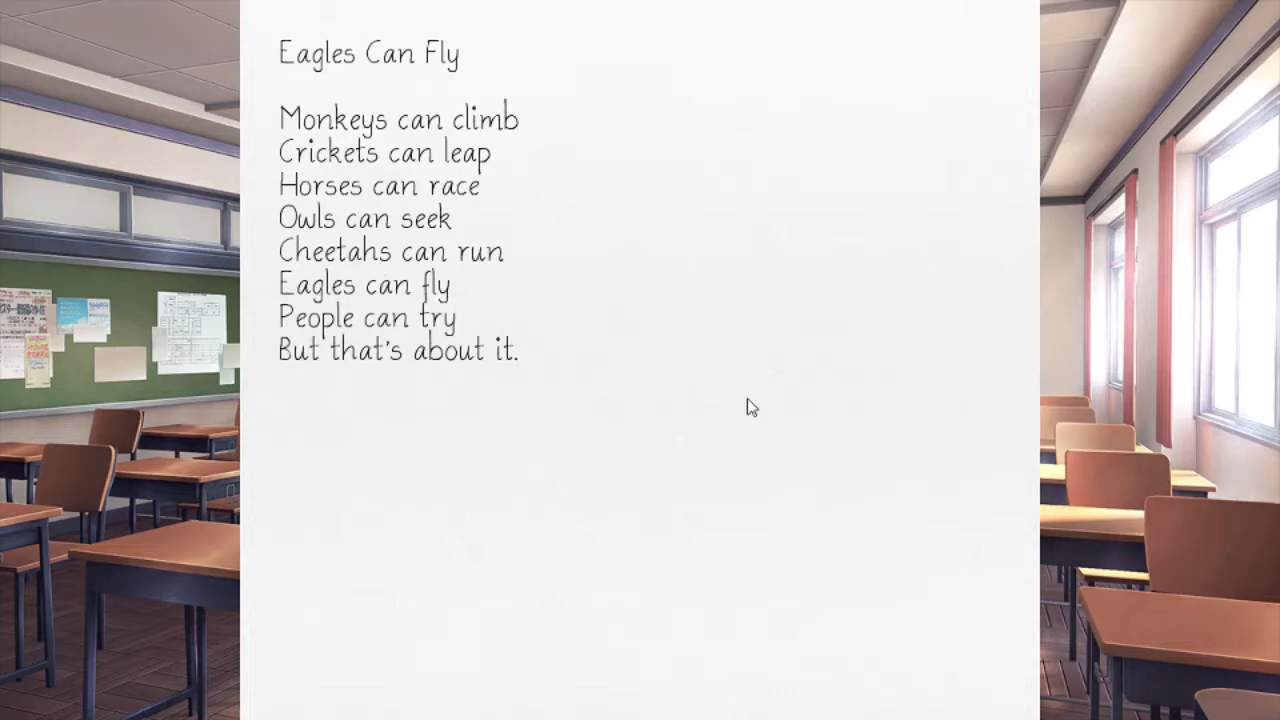 Eagles Can Fly
Monkeys can climb
Crickets can leap
Horses can race
Owls can seek
Cheetahs can run
Eagles can fly
People can try
But that's about it.